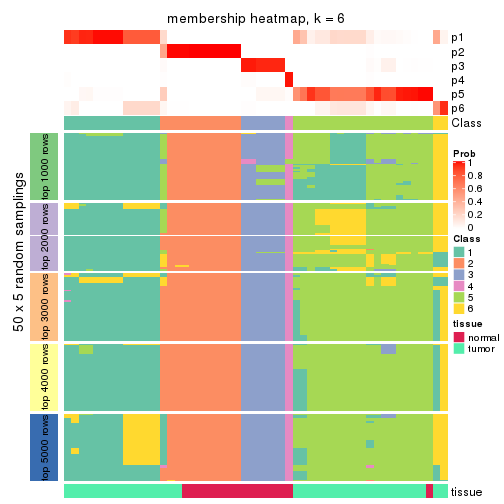 membership heatmap, k = 6
p1
p2
p3
p4
p5
p6
Class
50 x 5 random samplings
top 1000 rows
top 2000 rows
top 3000 rows
top 4000 rows
top 5000 rows
tissue
Prob
1
0.8
0.6
0.4
0.2
0
Class
1
2
3
4
5
6
tissue
normal
tumor